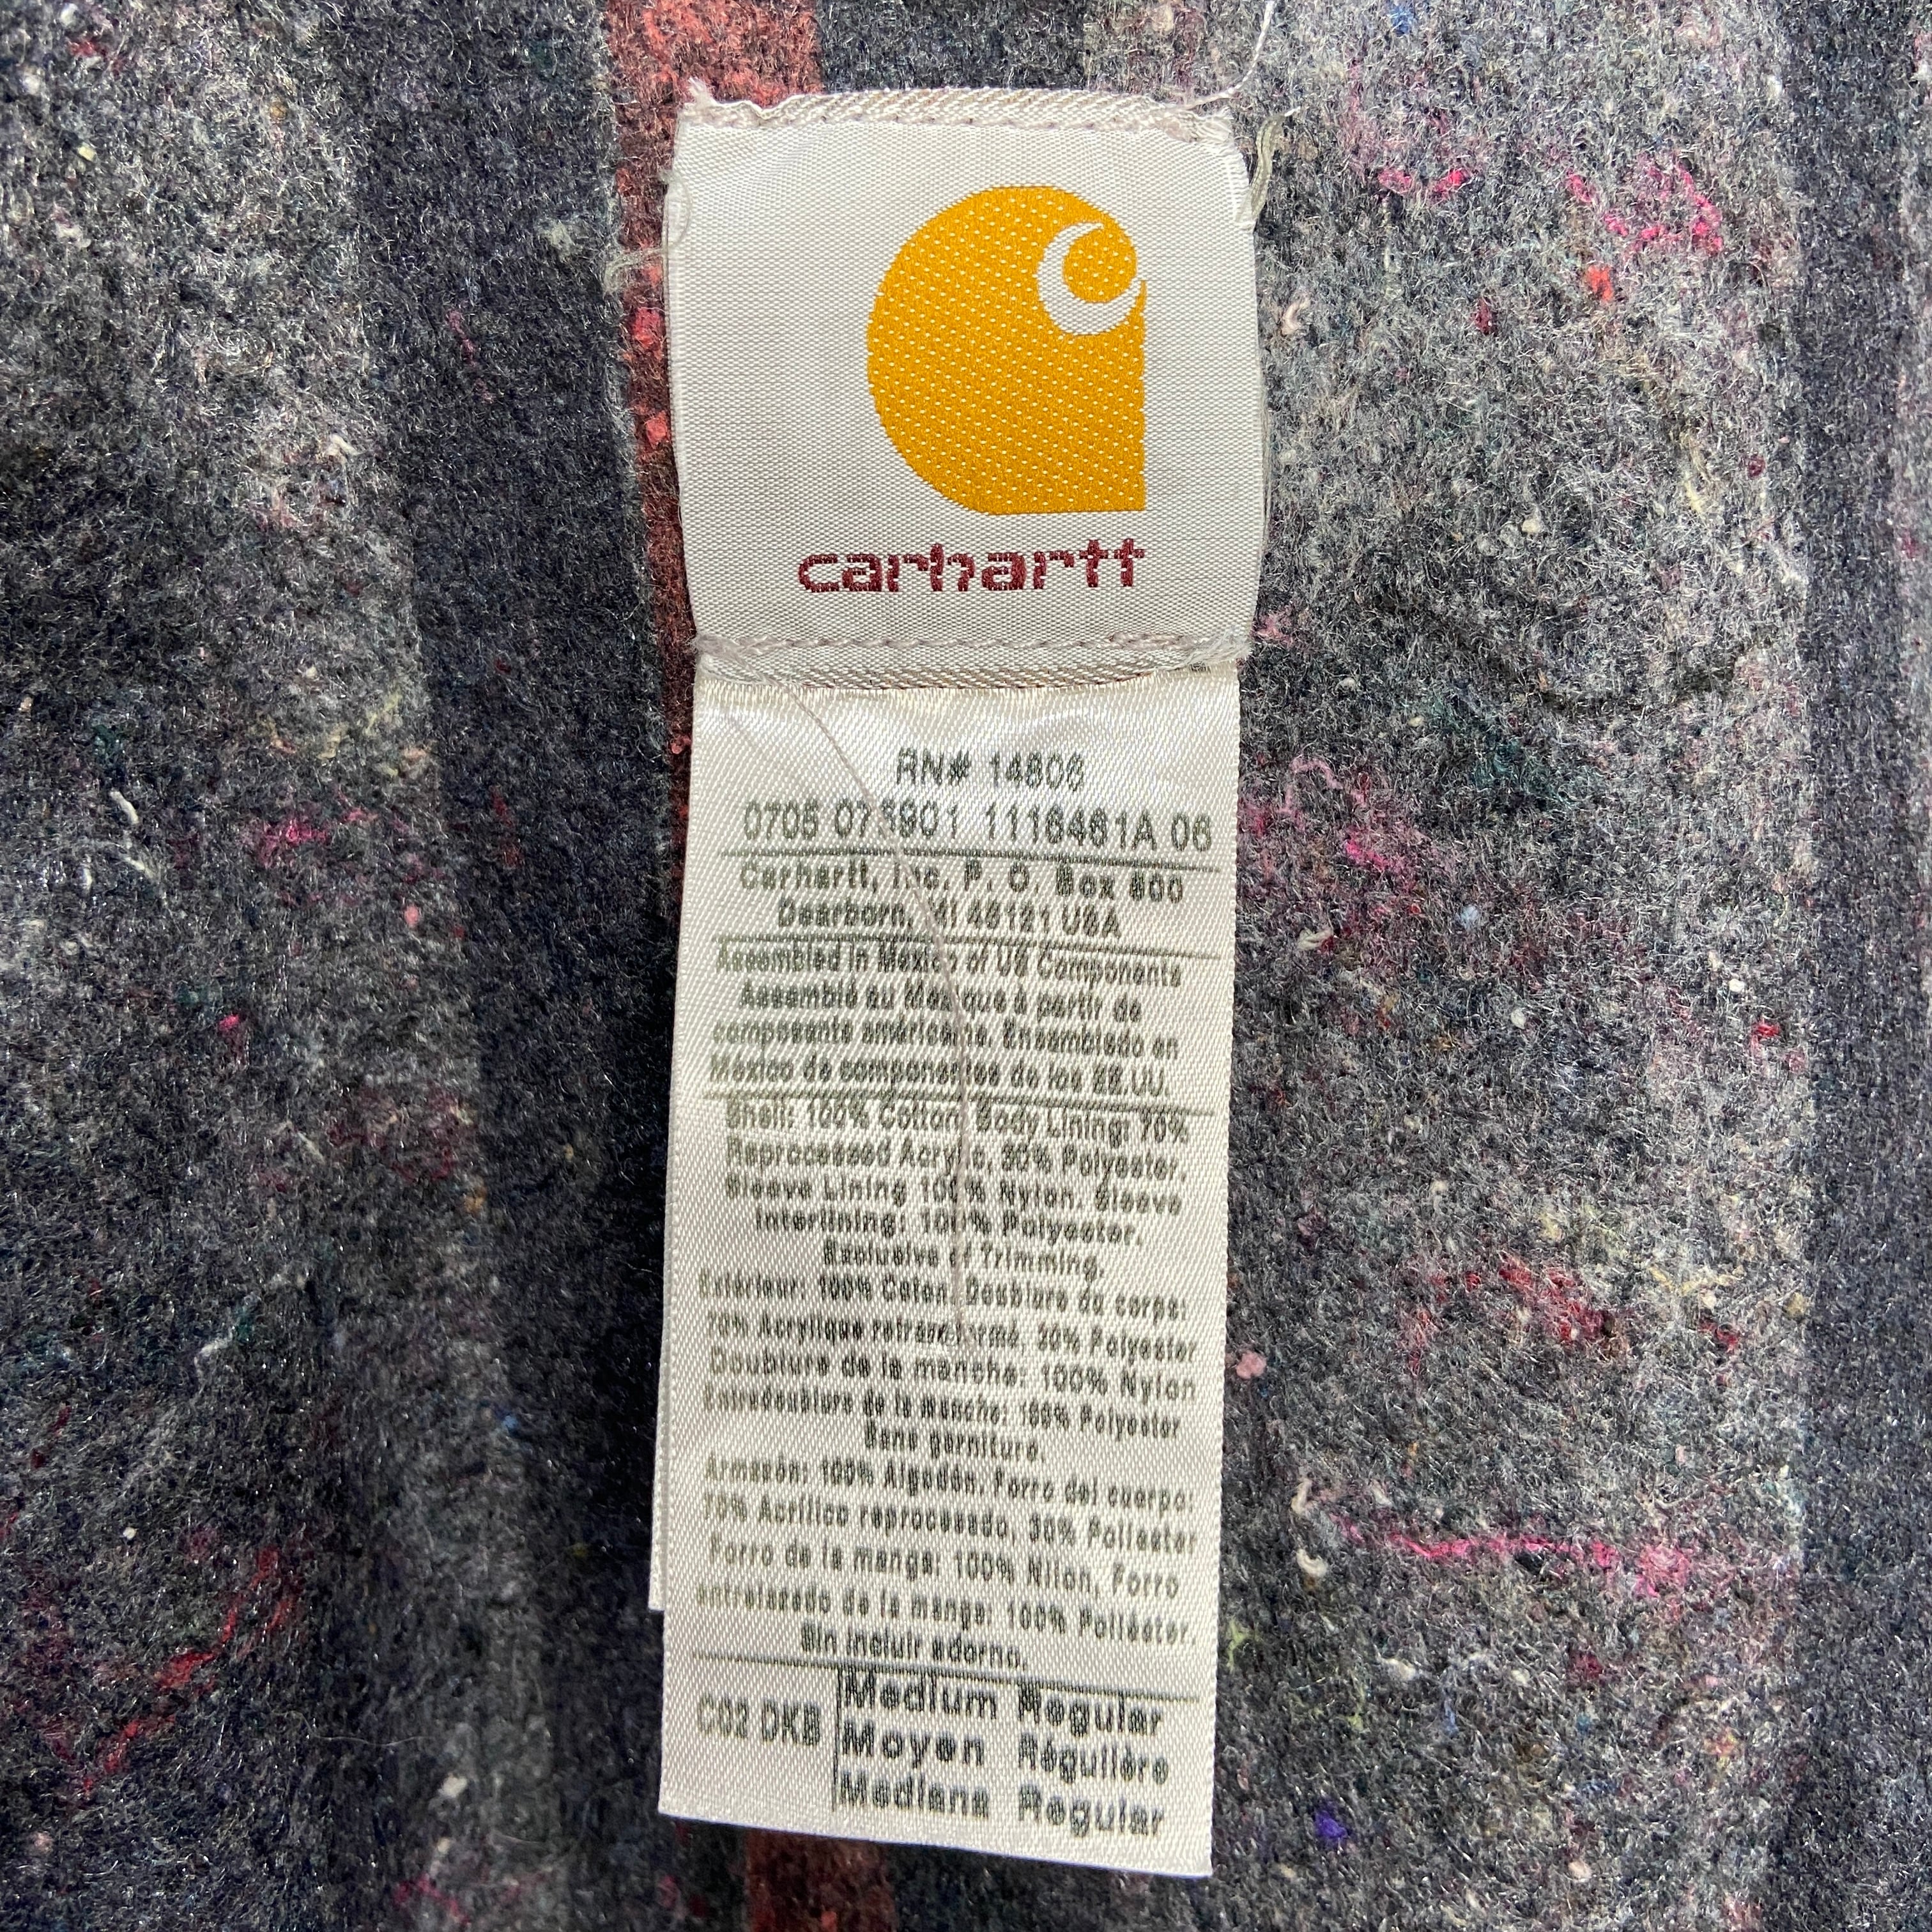 carhartt
RN# 14806
0705 073901 1116461A 06
Carhartt, Inc. P. O. Box 600
Dearborn, MI 48121 USA
Assembled in Mexico of US Components
Assemblé au Mexique à partir de
composants américains. Ensamblado en
México de componentes de los EE.UU.
Shell: 100% Cotton, Body Lining: 70%
Reprocessed Acrylic, 30% Polyester.
Sleeve Lining 100% Nylon. Sleeve
Interlining: 100% Polyester.
Exclusive of Trimming.
Extérieur: 100% Coton, Doublure du corps:
70% Acrylique retransformé, 30% Polyester
Doublure de la manche: 100% Nylon
Entredoublure de la manche: 100% Polyester
Sans garniture.
Armazón: 100% Algodón, Forro del cuerpo:
70% Acrílico reprocesado, 30% Poliester
Forro de la manga: 100% Nilon, Forro
entrelazado de la manga: 100% Poliéster.
Sin incluir adorno.
C02 DKB
Medium Regular
Moyen Régulière
Mediana Regular